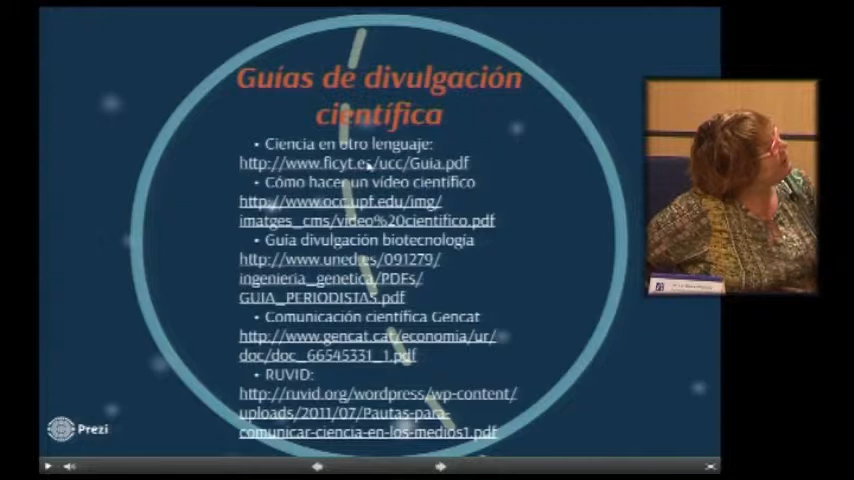 Guías de divulgación
científica
• Ciencia en otro lenguaje:
http://www.ficyt.es/ucc/Guia.pdf
• Cómo hacer un vídeo científico
http://www.occ.upf.edu/img/
imatges_cms/video%20cientifico.pdf
• Guia divulgación biotecnología
http://www.uned.es/091279/
ingenieria_genetica/PDFs/
GUIA_PERIODISTAS.pdf
• Comunicación científica Gencat
http://www.gencat.cat/economia/ur/
doc/doc_66545331_1.pdf
• RUVID:
http://ruvid.org/wordpress/wp-content/
uploads/2011/07/Pautas-para-
comunicar-ciencia-en-los-medios1.pdf
Prezi